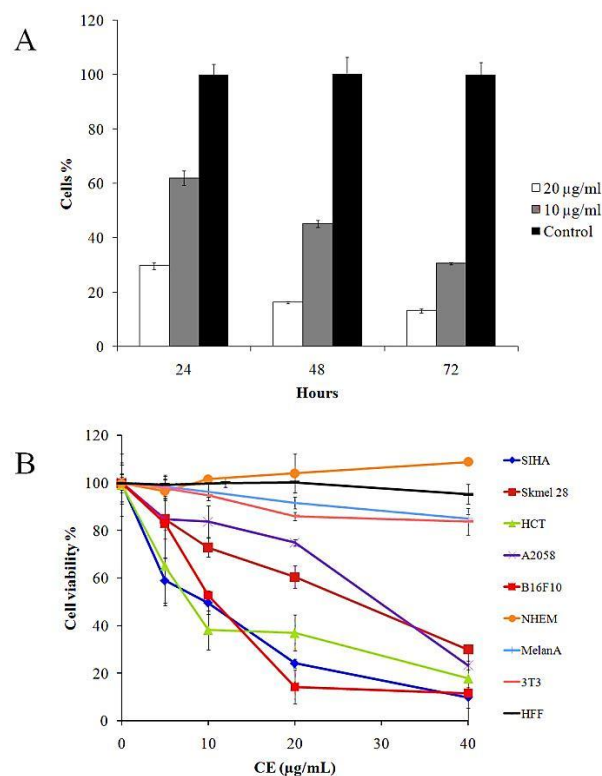 A
120
100
80
60
40
20
0
Cells %
24 48 72
Hours
20 µg/ml
10 µg/ml
Control
B
120
100
80
60
40
20
0
Cell viability %
0 10 20 30 40
CE (µg/mL)
SIHA
Skmel 28
HCT
A2058
B16F10
NHEM
MelanA
3T3
HFF